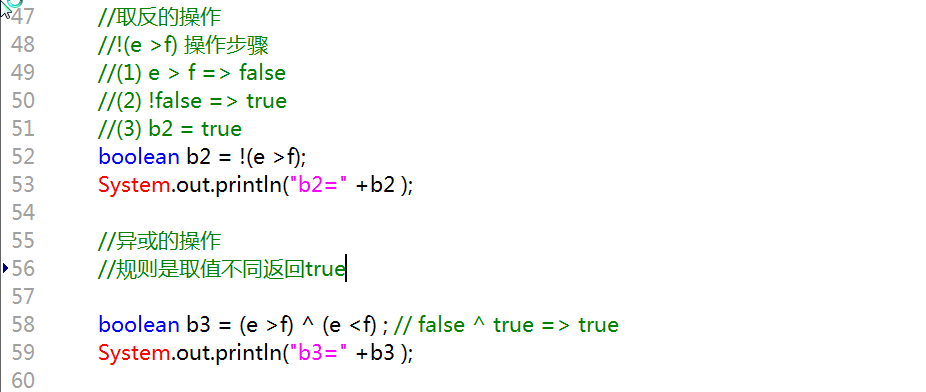 47 //取反的操作
48 //!(e >f) 操作步骤
49 //(1) e > f => false
50 //(2) !false => true
51 //(3) b2 = true
52 boolean b2 = !(e >f);
53 System.out.println("b2=" +b2 );
54
55 //异或的操作
56 //规则是取值不同返回true
57
58 boolean b3 = (e >f) ^ (e <f) ; // false ^ true => true
59 System.out.println("b3=" +b3 );
60